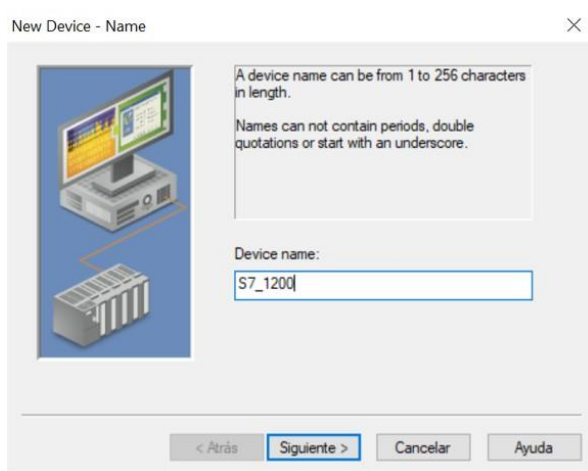 New Device - Name
A device name can be from 1 to 256 characters
in length.
Names can not contain periods, double
quotations or start with an underscore.
Device name:
S7_1200
< Atrás
Siguiente >
Cancelar
Ayuda